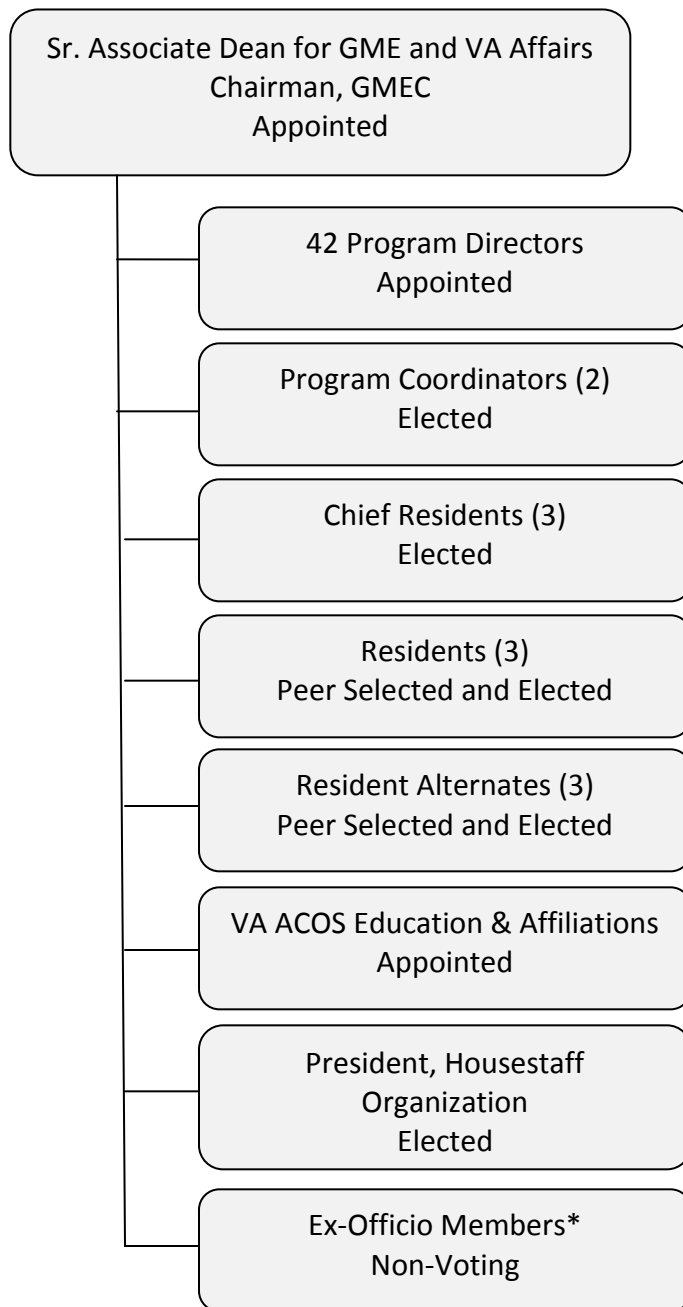 Sr. Associate Dean for GME and VA Affairs
Chairman, GMEC
Appointed
42 Program Directors
Appointed
Program Coordinators (2)
Elected
Chief Residents (3)
Elected
Residents (3)
Peer Selected and Elected
Resident Alternates (3)
Peer Selected and Elected
VA ACOS Education & Affiliations
Appointed
President, Housestaff
Organization
Elected
Ex-Officio Members*
Non-Voting